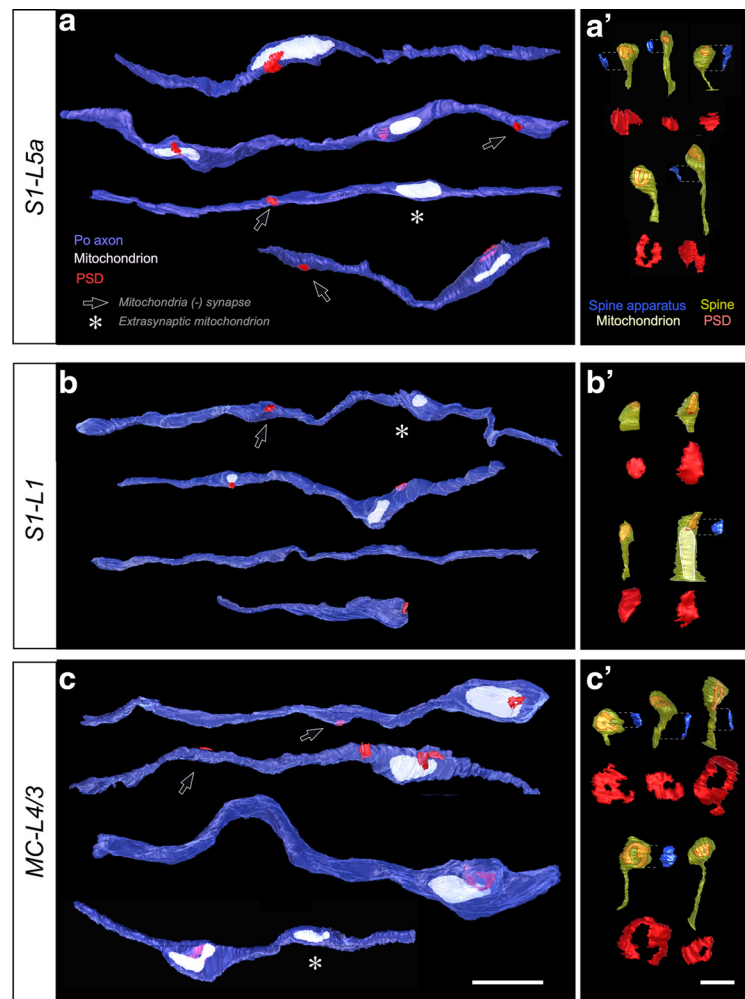 a
a'
S1-L5a
Po axon
Mitochondrion
PSD
Mitochondria (-) synapse
* Extrasynaptic mitochondrion
*
Spine apparatus
Spine
Mitochondrion
PSD
b
b'
S1-L1
*
c
c'
MC-L4/3
*